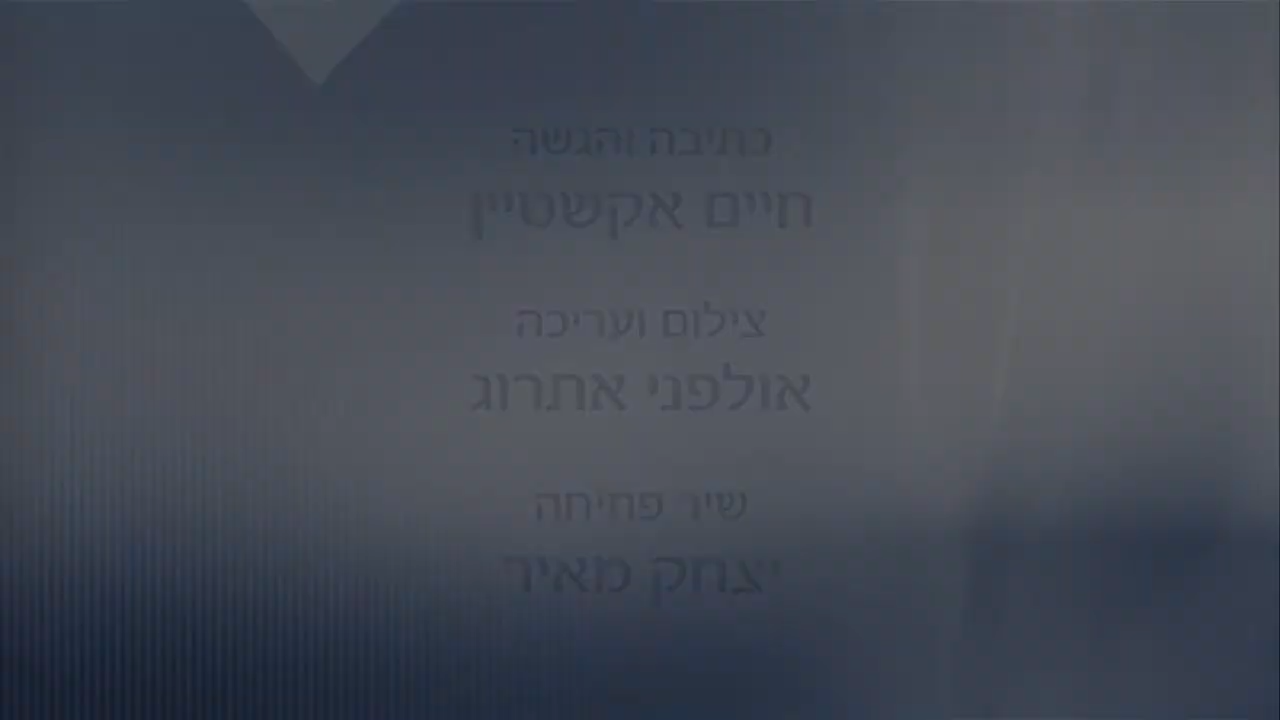 כתיבה והגשה
חיים אקשטיין
צילום ועריכה
אולפני אתרוג
שיר פתיחה
יצחק מאיר